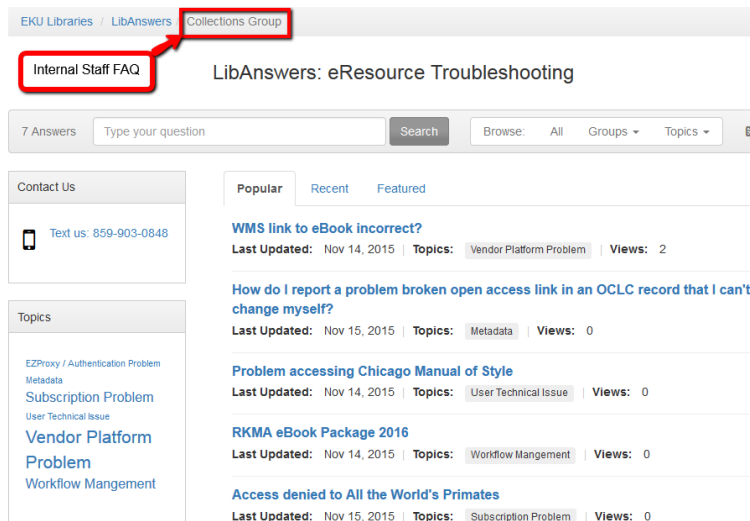 EKU Libraries / LibAnswers / Collections Group
Internal Staff FAQ
LibAnswers: eResource Troubleshooting
7 Answers Type your question Search Browse: All Groups Topics
Contact Us
Text us: 859-903-0848
Topics
EZProxy / Authentication Problem
Metadata
Subscription Problem
User Technical Issue
Vendor Platform
Problem
Workflow Mangement
Popular Recent Featured
WMS link to eBook incorrect?
Last Updated: Nov 14, 2015 | Topics: Vendor Platform Problem | Views: 2
How do I report a problem broken open access link in an OCLC record that I can't
change myself?
Last Updated: Nov 15, 2015 | Topics: Metadata | Views: 0
Problem accessing Chicago Manual of Style
Last Updated: Nov 14, 2015 | Topics: User Technical Issue | Views: 0
RKMA eBook Package 2016
Last Updated: Nov 14, 2015 | Topics: Workflow Mangement | Views: 0
Access denied to All the World's Primates
Last Updated: Nov 15, 2015 | Topics: Subscription Problem | Views: 0